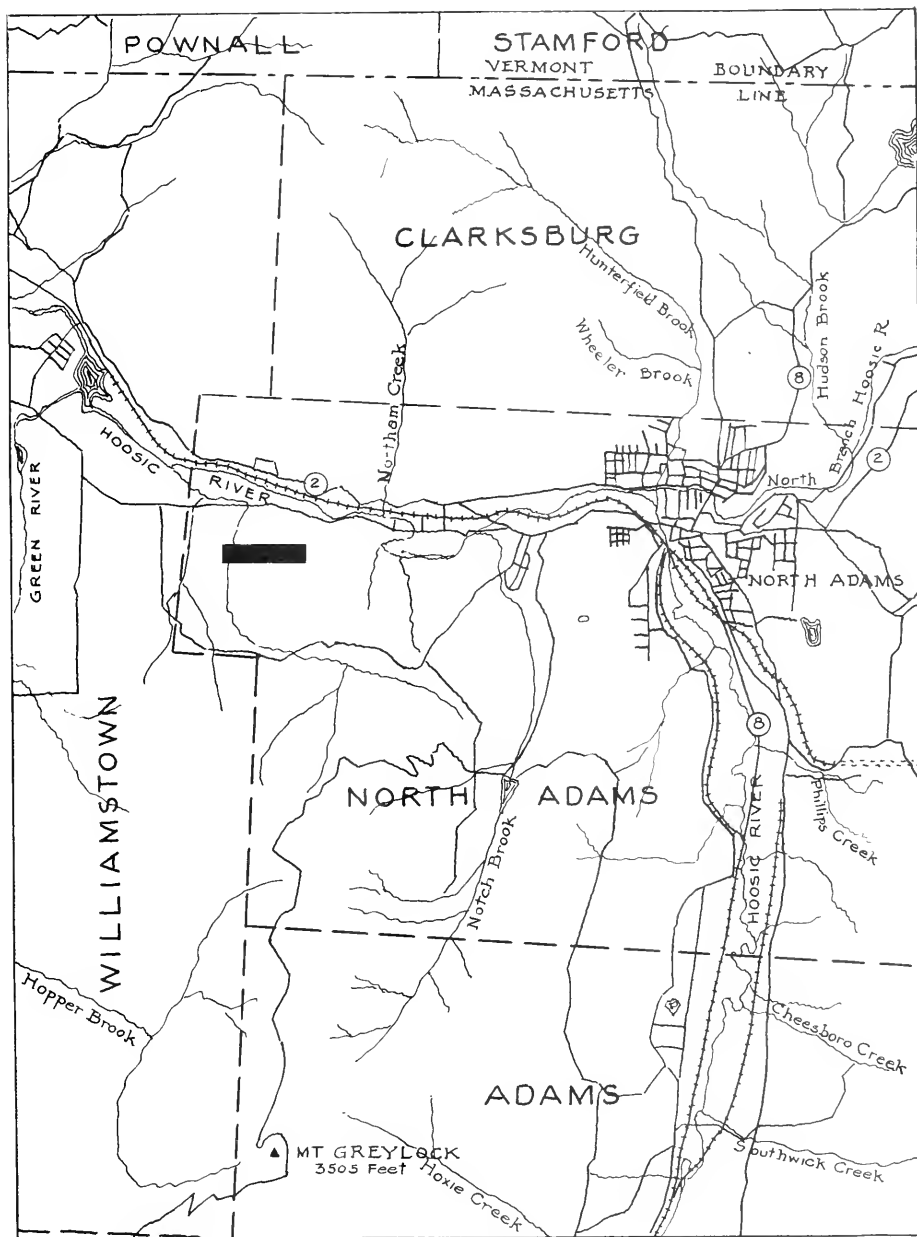 POWNALL
STAMFORD
VERMONT
BOUNDARY
MASSACHUSETTS
LINE
CLARKSBURG
Hunterfield Brook
Wheeler Brook
Hudson Brook
8
Northam Creek
North Branch Hoosic R
2
HOOSIC RIVER
2
GREEN RIVER
NORTH ADAMS
8
WILLIAMSTOWN
NORTH ADAMS
Notch Brook
HOOSIC RIVER
Phillips Creek
Hopper Brook
Cheesboro Creek
ADAMS
MT GREYLOCK
3505 Feet
Hoxie Creek
Southwick Creek